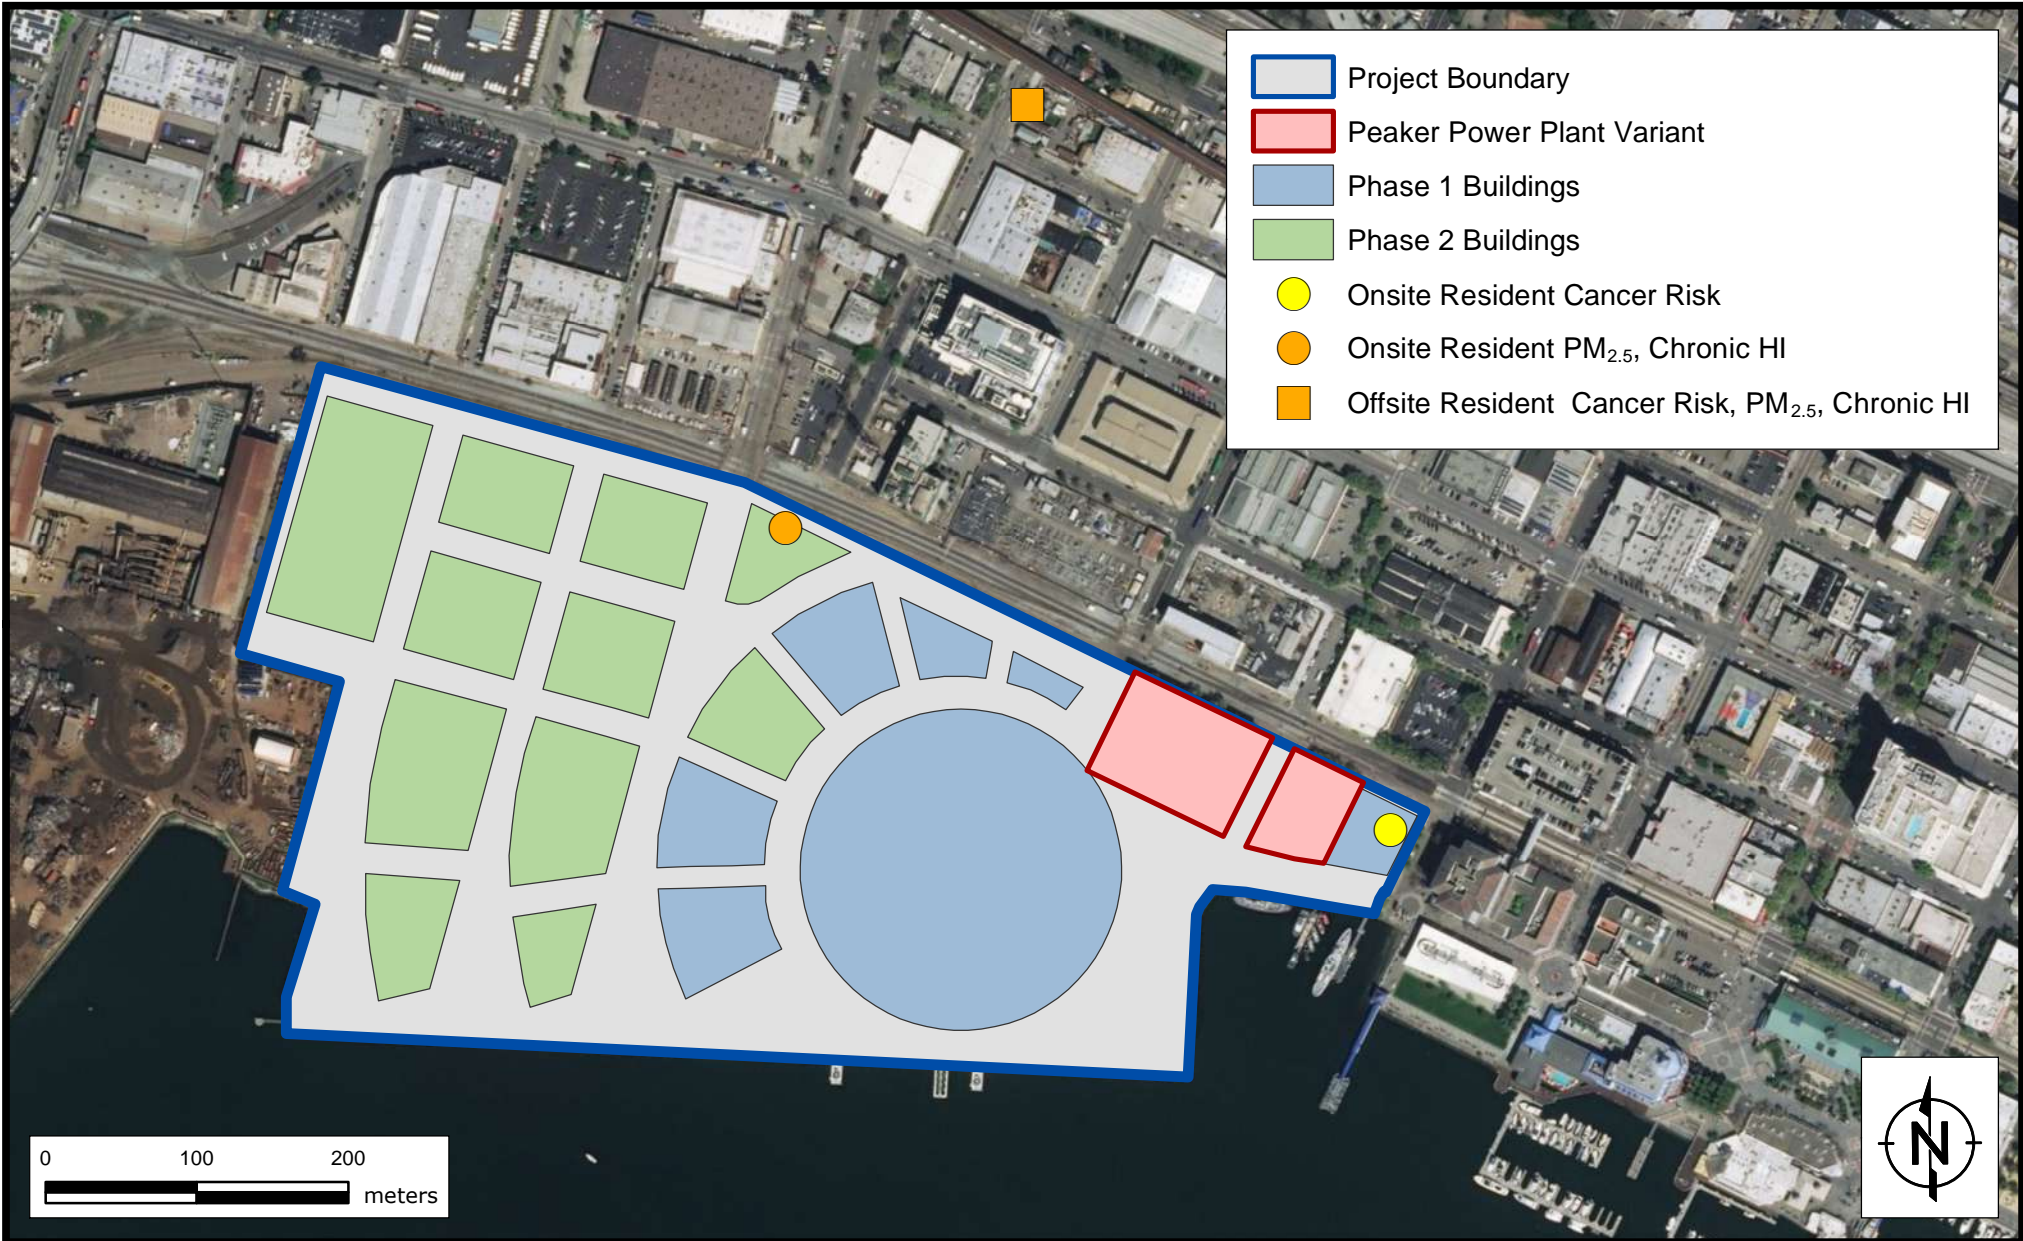 Project Boundary
Peaker Power Plant Variant
Phase 1 Buildings
Phase 2 Buildings
Onsite Resident Cancer Risk
Onsite Resident PM2.5, Chronic HI
Offsite Resident  Cancer Risk, PM2.5, Chronic HI
0 100 200
meters
N